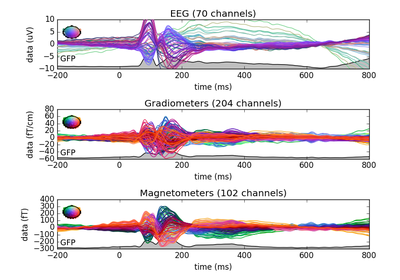 EEG (70 channels)
data (uV)
10
5
0
-5
-10
GFP
-200 0 200 400 600 800
time (ms)
Gradiometers (204 channels)
data (fT/cm)
80
60
40
20
0
-20
-40
-60
GFP
-200 0 200 400 600 800
time (ms)
Magnetometers (102 channels)
data (fT)
400
300
200
100
0
-100
-200
-300
GFP
-200 0 200 400 600 800
time (ms)